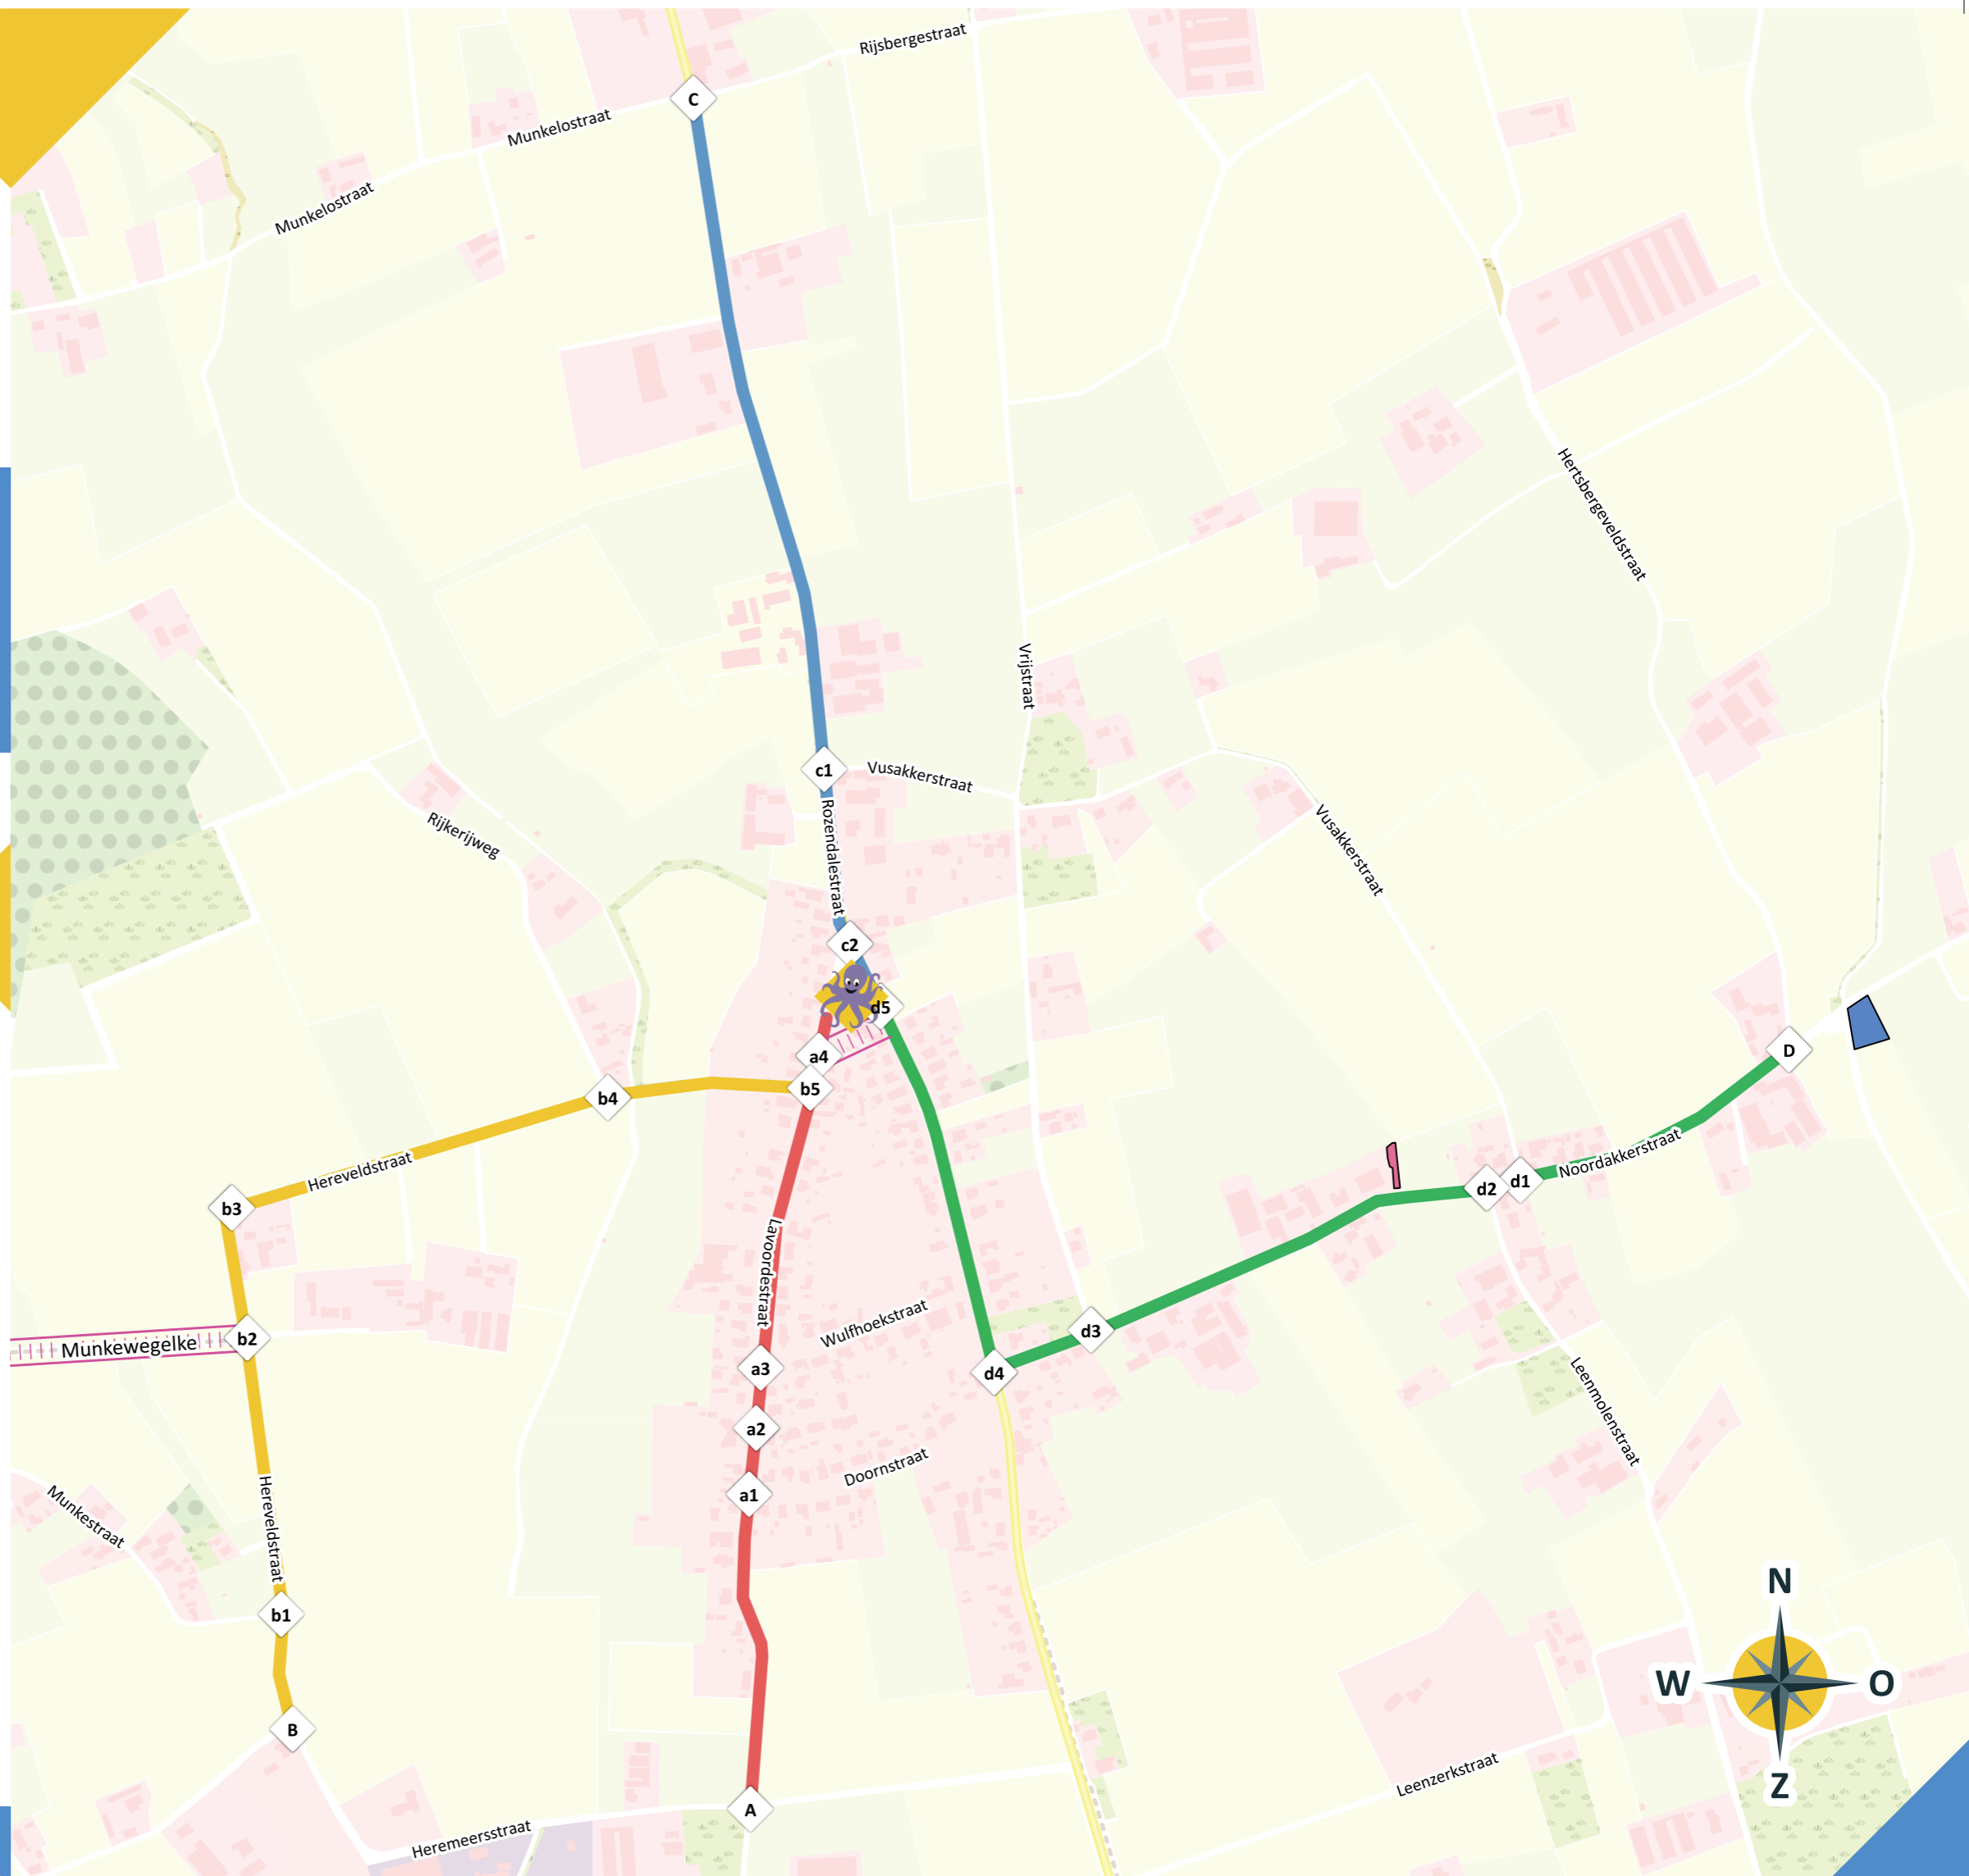 Rijsbergestraat
C
Munkelostraat
Munkelostraat
Hertsbergeveldstraat
Vrijstraat
c1
Vusakkerstraat
Rozendalestraat
Rijkerijweg
Vusakkerstraat
c2
d5
a4
D
b5
b4
Hereveldstraat
Noordakkerstraat
d2
d1
b3
Lavoordestraat
Wulfhoekstraat
d3
b2
Munkewegelke
a3
d4
Leenmolenstraat
a2
Doornstraat
a1
Munkestraat
Hereveldstraat
b1
N
W
O
Z
B
Leenzerkstraat
A
Heremeersstraat